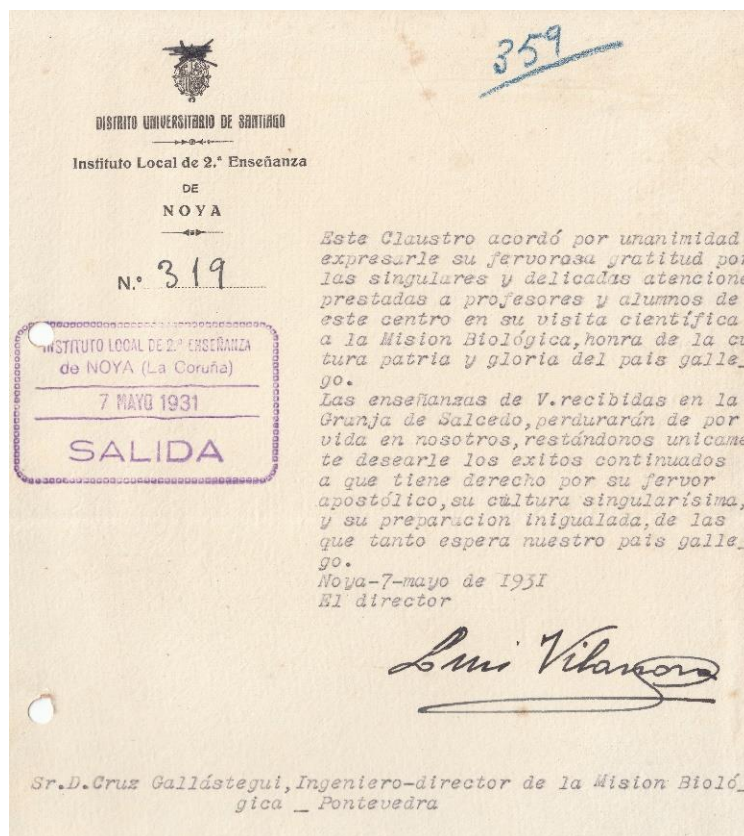 359
DISTRITO UNIVERSITARIO DE SANTIAGO
Instituto Local de 2.ª Enseñanza
DE
NOYA
N.º 319
INSTITUTO LOCAL DE 2.ª ENSEÑANZA
de NOYA (La Coruña)
7 MAYO 1931
SALIDA
Este Claustro acordó por unanimidad
expresarle su fervorosa gratitud por
las singulares y delicadas atencione
prestadas a profesores y alumnos de
este centro en su visita científica
a la Mision Biológica,honra de la cu
tura patria y gloria del pais galle_
go.
Las enseñanzas de V.recibidas en la
Granja de Salcedo,perdurarán de por
vida en nosotros,restándonos unicame
te desearle los exitos continuados
a que tiene derecho por su fervor
apostólico,su cultura singularísima,
y su preparacion inigualada,de las
que tanto espera nuestro pais galle_
go.
Noya-7-mayo de I93I
El director
Luis Vilanova
Sr.D.Cruz Gallástegui,Ingeniero-director de la Mision Bioló_
gica _ Pontevedra